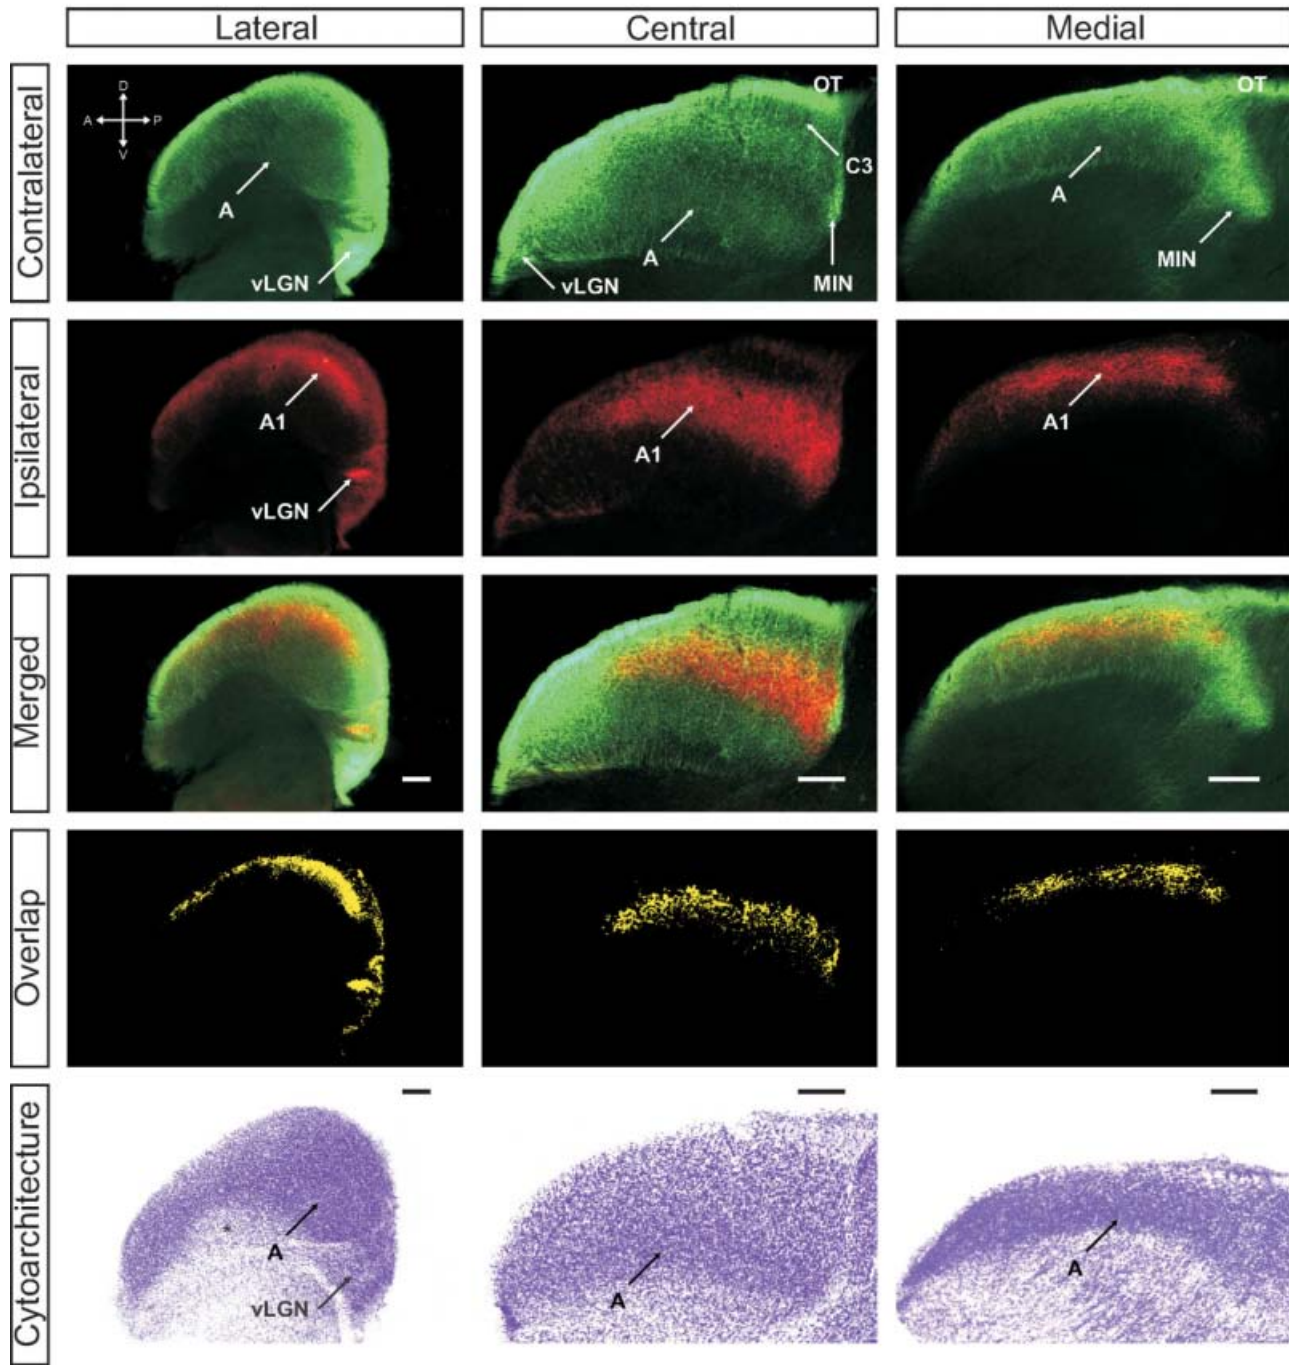 Lateral
Central
Medial
Contralateral
D
A P
V
A
vLGN
OT
C3
A
vLGN
MIN
OT
A
MIN
Ipsilateral
A1
vLGN
A1
A1
Merged
Overlap
Cytoarchitecture
*
A
vLGN
A
A